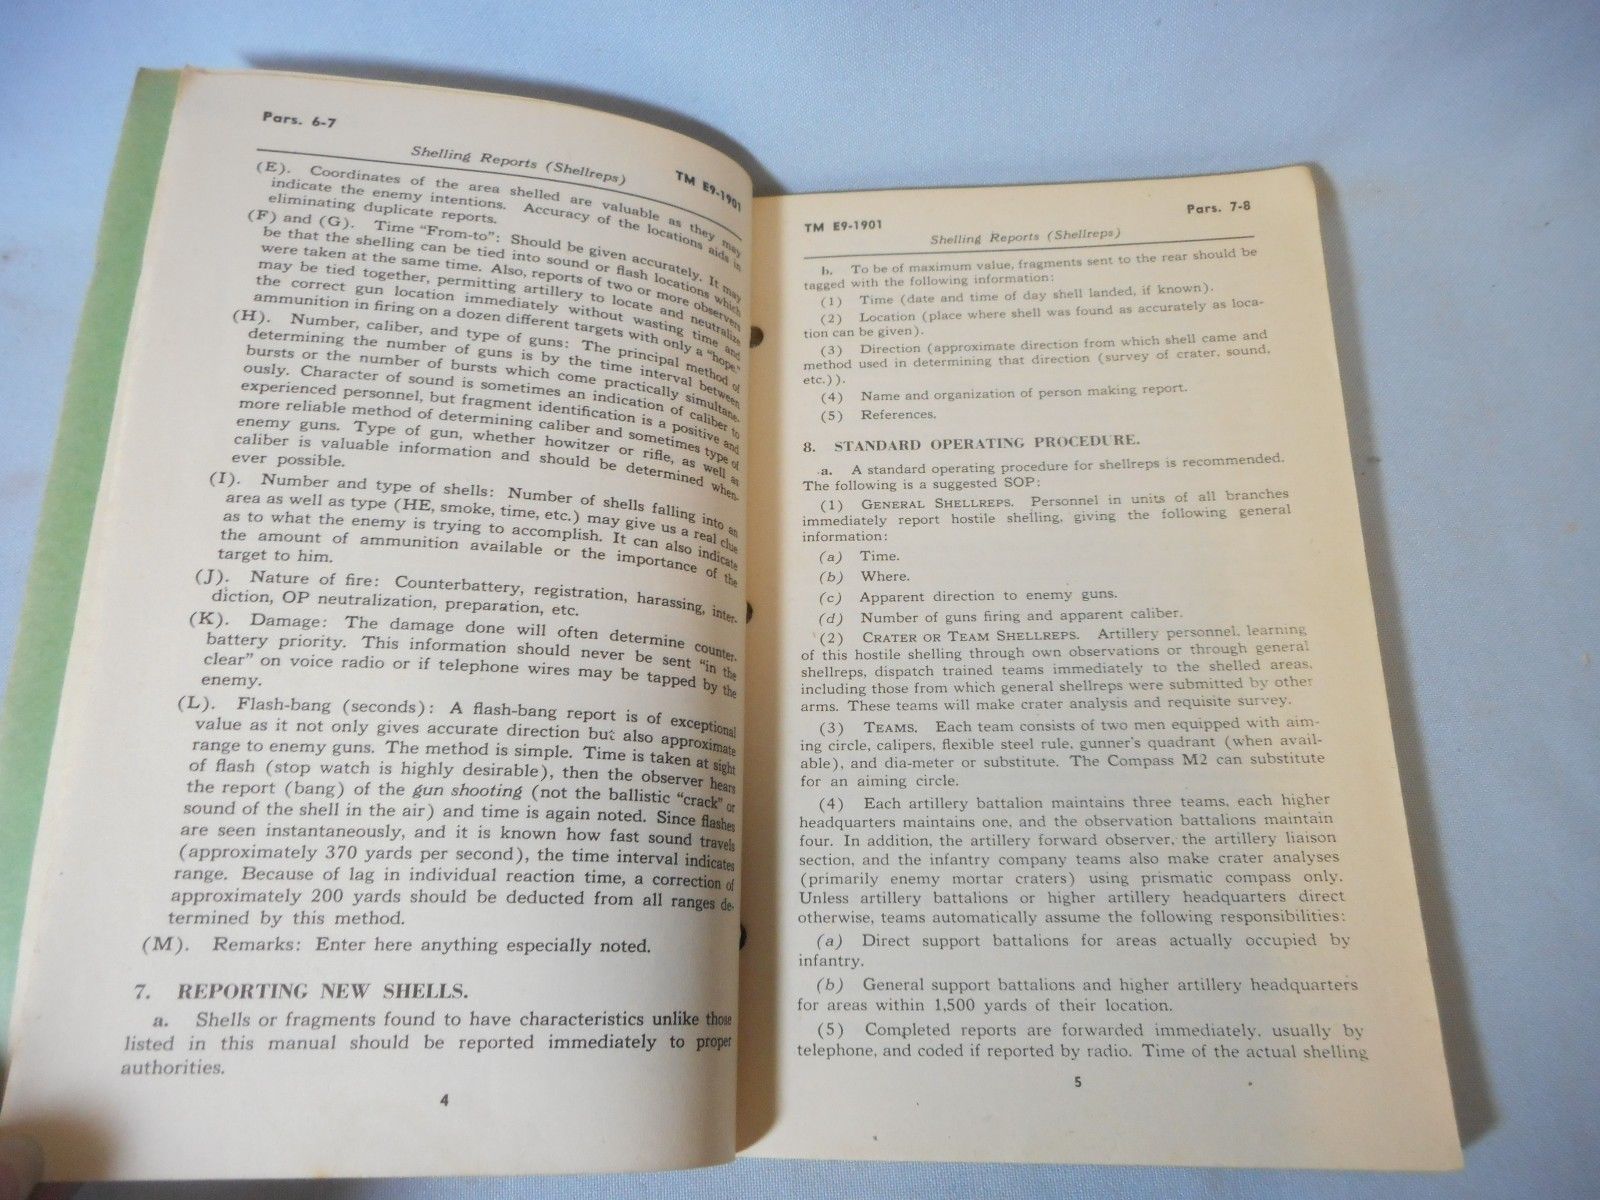 Pars. 6-7
Shelling Reports (Shellreps)
TM E9-1901
(E). Coordinates of the area shelled are valuable as they may
indicate the enemy intentions. Accuracy of the locations aids in
eliminating duplicate reports.
(F) and (G). Time "From-to": Should be given accurately. It may
be that the shelling can be tied into sound or flash locations which
were taken at the same time. Also, reports of two or more observers
may be tied together, permitting artillery to locate and neutralize
the correct gun location immediately without wasting time and
ammunition in firing on a dozen different targets with only a "hope."
(H). Number, caliber, and type of guns: The principal method of
determining the number of guns is by the time interval between
bursts or the number of bursts which come practically simultane-
ously. Character of sound is sometimes an indication of caliber to
experienced personnel, but fragment identification is a positive and
more reliable method of determining caliber and sometimes type of
enemy guns. Type of gun, whether howitzer or rifle, as well as
caliber is valuable information and should be determined when-
ever possible.
(I). Number and type of shells: Number of shells falling into an
area as well as type (HE, smoke, time, etc.) may give us a real clue
as to what the enemy is trying to accomplish. It can also indicate
the amount of ammunition available or the importance of the
target to him.
(J). Nature of fire: Counterbattery, registration, harassing, inter-
diction, OP neutralization, preparation, etc.
(K). Damage: The damage done will often determine counter-
battery priority. This information should never be sent "in the
clear" on voice radio or if telephone wires may be tapped by the
enemy.
(L). Flash-bang (seconds): A flash-bang report is of exceptional
value as it not only gives accurate direction but also approximate
range to enemy guns. The method is simple. Time is taken at sight
of flash (stop watch is highly desirable), then the observer hears
the report (bang) of the gun shooting (not the ballistic "crack" or
sound of the shell in the air) and time is again noted. Since flashes
are seen instantaneously, and it is known how fast sound travels
(approximately 370 yards per second), the time interval indicates
range. Because of lag in individual reaction time, a correction of
approximately 200 yards should be deducted from all ranges de-
termined by this method.
(M). Remarks: Enter here anything especially noted.
7. REPORTING NEW SHELLS.
a. Shells or fragments found to have characteristics unlike those
listed in this manual should be reported immediately to proper
authorities.
4
TM E9-1901
Pars. 7-8
Shelling Reports (Shellreps)
b. To be of maximum value, fragments sent to the rear should be
tagged with the following information:
(1) Time (date and time of day shell landed, if known).
(2) Location (place where shell was found as accurately as loca-
tion can be given).
(3) Direction (approximate direction from which shell came and
method used in determining that direction (survey of crater, sound,
etc.)).
(4) Name and organization of person making report.
(5) References.
8. STANDARD OPERATING PROCEDURE.
a. A standard operating procedure for shellreps is recommended.
The following is a suggested SOP:
(1) GENERAL SHELLREPS. Personnel in units of all branches
immediately report hostile shelling, giving the following general
information:
(a) Time.
(b) Where.
(c) Apparent direction to enemy guns.
(d) Number of guns firing and apparent caliber.
(2) CRATER OR TEAM SHELLREPS. Artillery personnel, learning
of this hostile shelling through own observations or through general
shellreps, dispatch trained teams immediately to the shelled areas,
including those from which general shellreps were submitted by other
arms. These teams will make crater analysis and requisite survey.
(3) TEAMS. Each team consists of two men equipped with aim-
ing circle, calipers, flexible steel rule, gunner's quadrant (when avail-
able), and dia-meter or substitute. The Compass M2 can substitute
for an aiming circle.
(4) Each artillery battalion maintains three teams, each higher
headquarters maintains one, and the observation battalions maintain
four. In addition, the artillery forward observer, the artillery liaison
section, and the infantry company teams also make crater analyses
(primarily enemy mortar craters) using prismatic compass only.
Unless artillery battalions or higher artillery headquarters direct
otherwise, teams automatically assume the following responsibilities:
(a) Direct support battalions for areas actually occupied by
infantry.
(b) General support battalions and higher artillery headquarters
for areas within 1,500 yards of their location.
(5) Completed reports are forwarded immediately, usually by
telephone, and coded if reported by radio. Time of the actual shelling
5